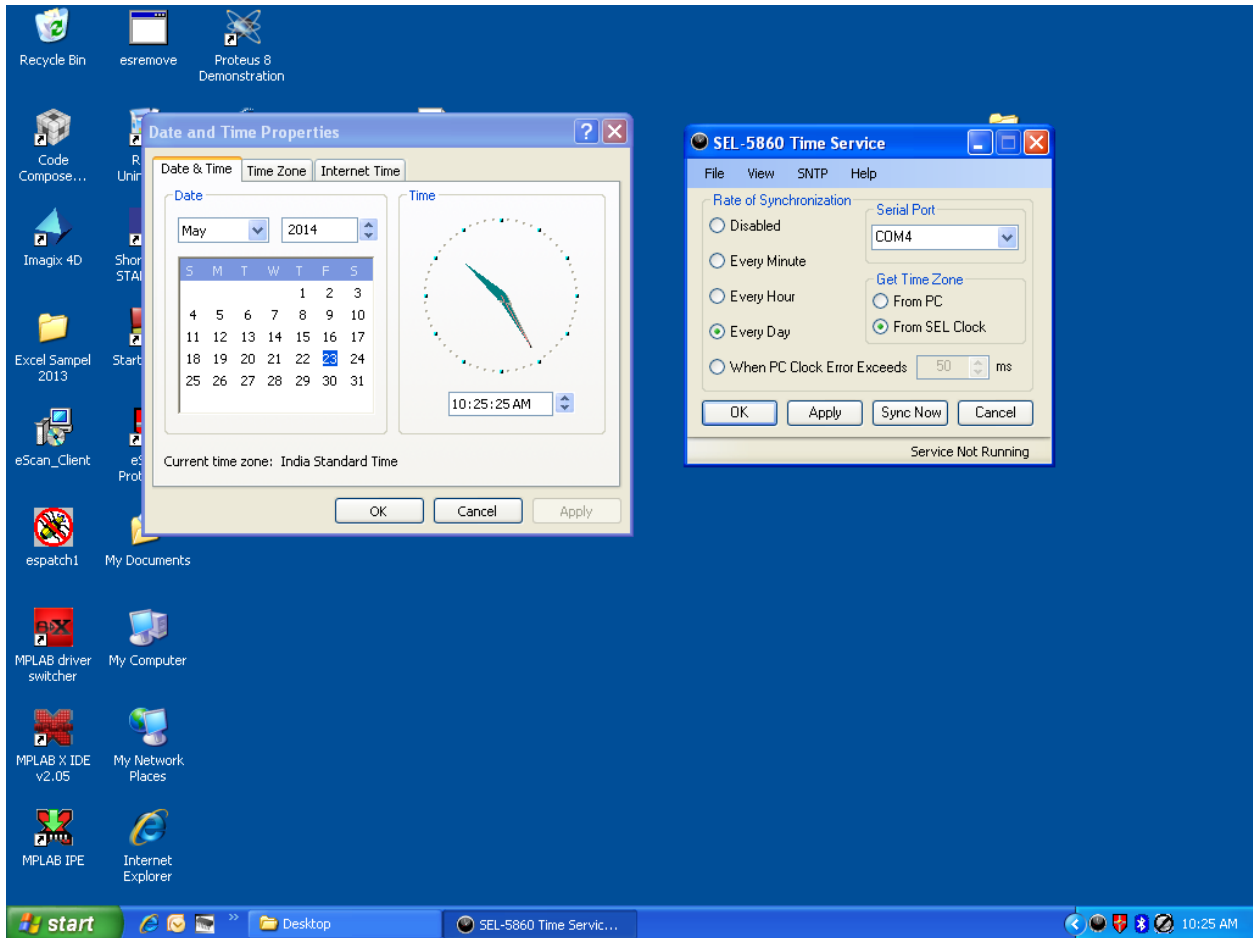 Recycle Bin
esremove
Proteus 8
Demonstration
Code
Compose...
R
Unir
Imagix 4D
Shor
STAI
Excel Sampel
2013
Start
eScan_Client
eS
Prot
espatch1
My Documents
MPLAB driver
switcher
My Computer
MPLAB X IDE
v2.05
My Network
Places
MPLAB IPE
Internet
Explorer
Date and Time Properties
Date & Time
Time Zone
Internet Time
Date
May
2014
S M T W T F S
1 2 3
4 5 6 7 8 9 10
11 12 13 14 15 16 17
18 19 20 21 22 23 24
25 26 27 28 29 30 31
Time
10:25:25 AM
Current time zone: India Standard Time
OK
Cancel
Apply
SEL-5860 Time Service
File View SNTP Help
Rate of Synchronization
Disabled
Every Minute
Every Hour
Every Day
When PC Clock Error Exceeds 50 ms
Serial Port
COM4
Get Time Zone
From PC
From SEL Clock
OK
Apply
Sync Now
Cancel
Service Not Running
start
Desktop
SEL-5860 Time Servic...
10:25 AM